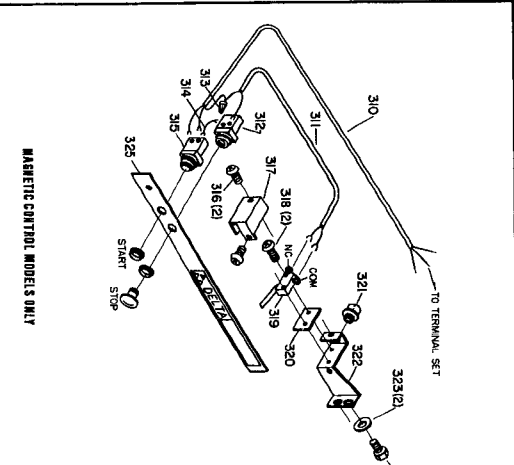 310
TO TERMINAL SET
311
312
313
314
315
325
317
316 (2)
318 (2)
NC
COM
321
319
320
322
323(2)
START
STOP
DELTA
MAGNETIC CONTROL MODELS ONLY